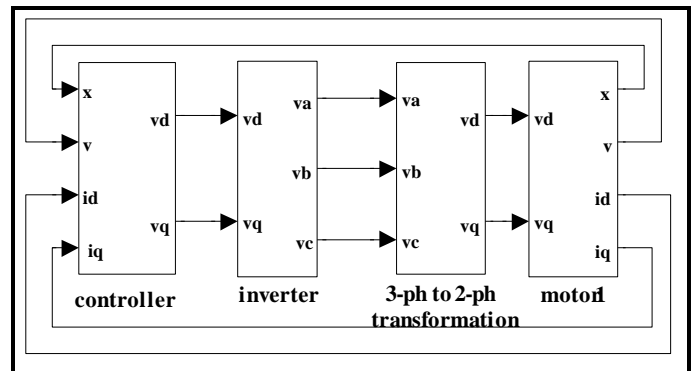 x
v
id
iq
vd
vq
controller
vd
vq
va
vb
vc
inverter
va
vb
vc
vd
vq
3-ph to 2-ph
transformation
vd
vq
x
v
id
iq
motor1